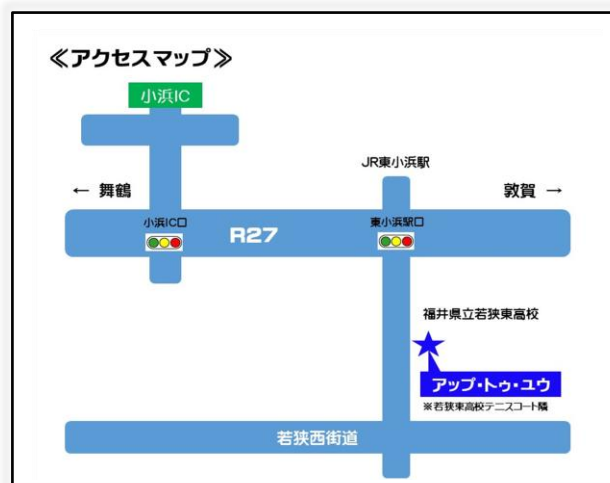 ≪アクセスマップ≫
小浜IC
JR東小浜駅
← 舞鶴
敦賀 →
小浜IC口
R27
東小浜駅口
福井県立若狭東高校
アップ・トゥ・ユウ
※若狭東高校テニスコート隣
若狭西街道